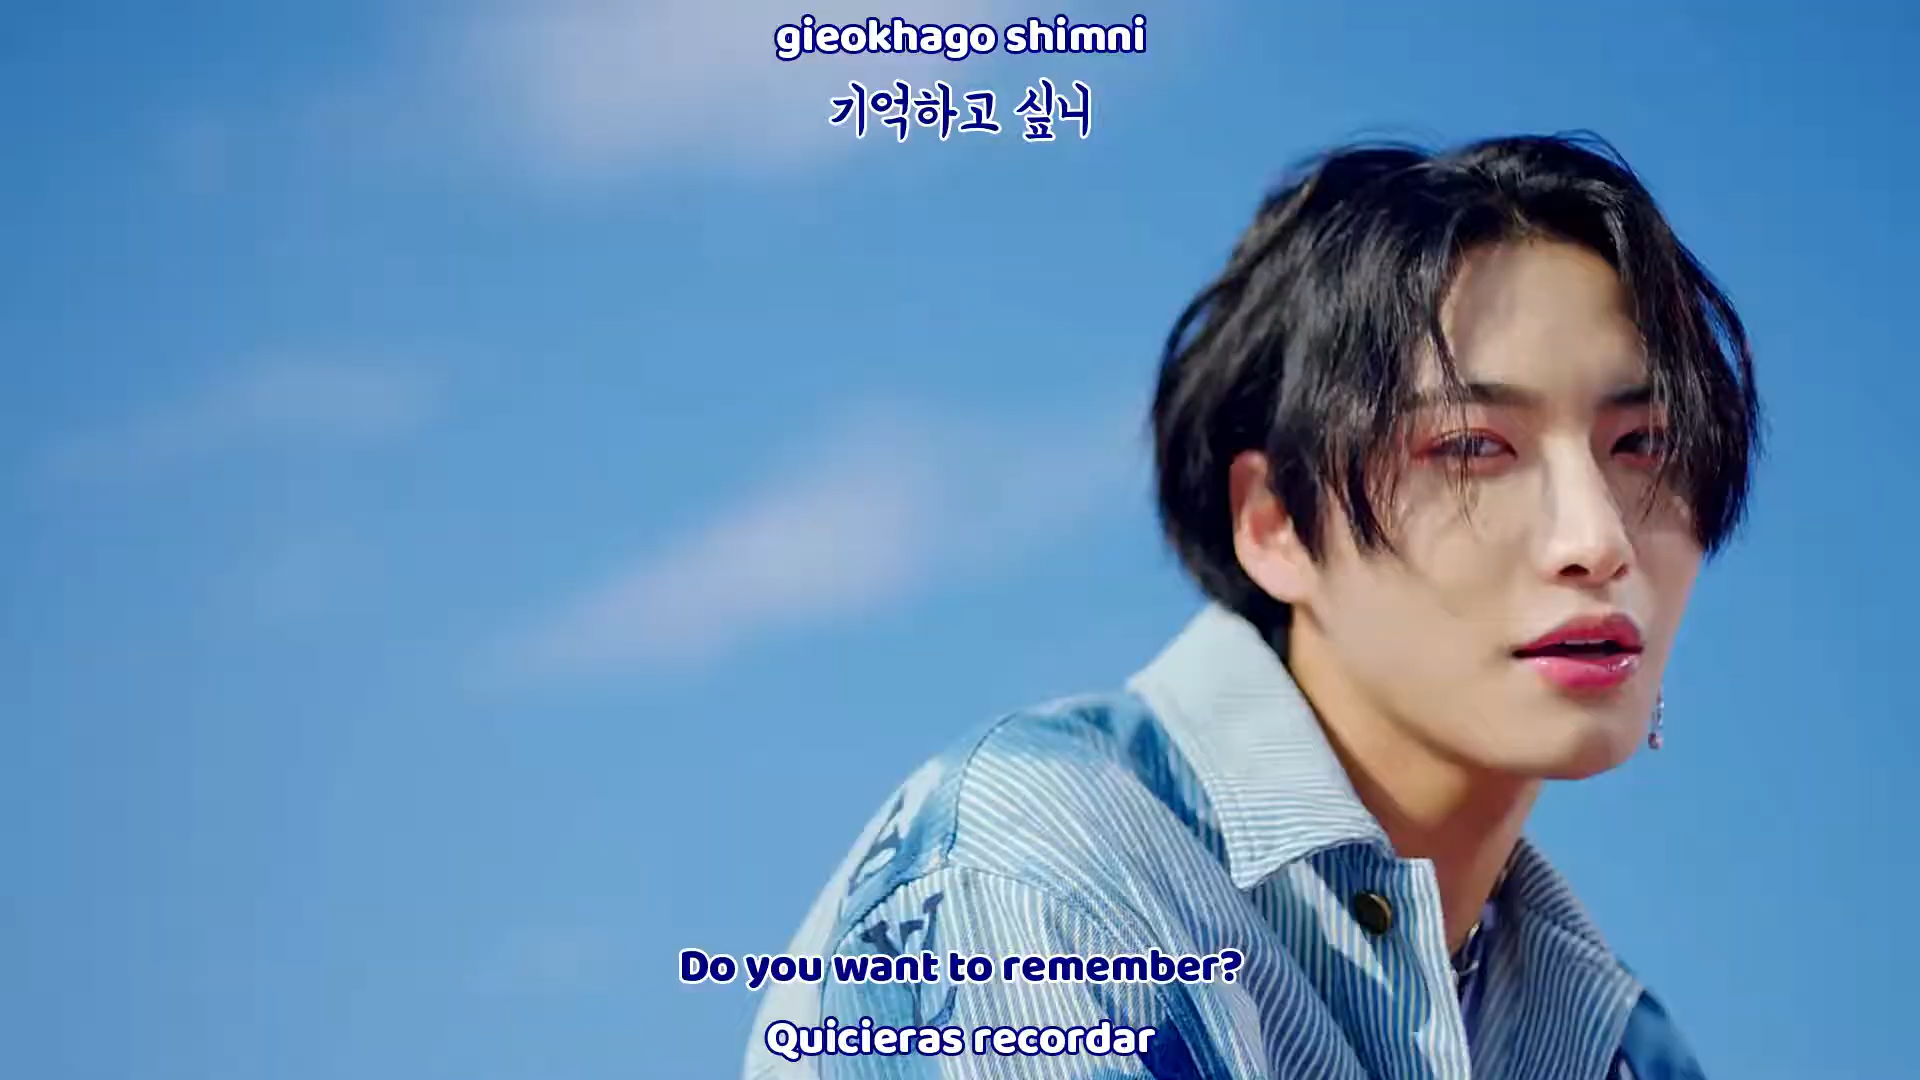 gieokhago shimni
기억하고 싶니
Do you want to remember?
Quicieras recordar